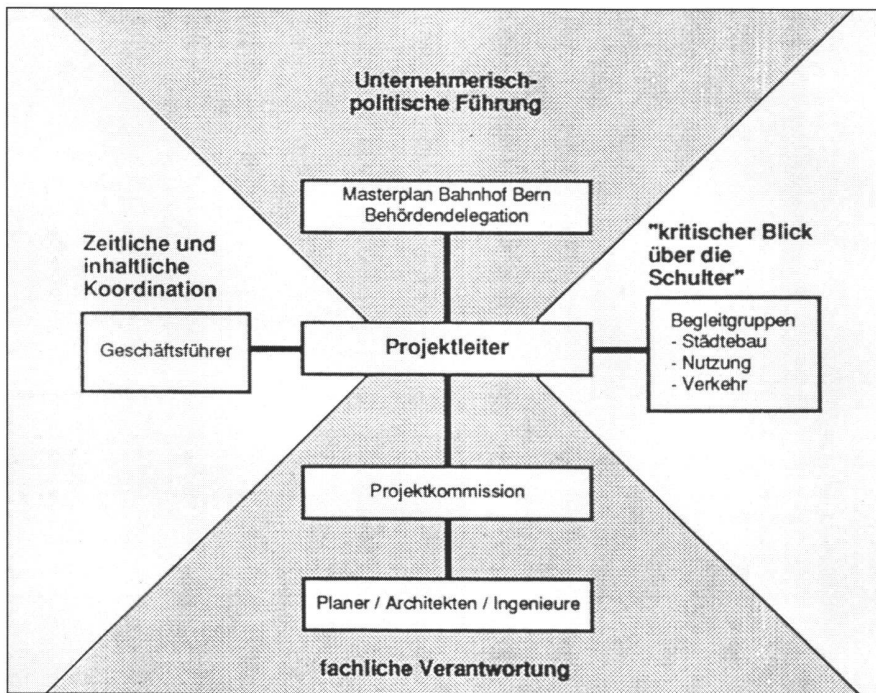 Unternehmerisch-
politische Führung
Masterplan Bahnhof Bern
Behördendelegation
Zeitliche und
inhaltliche
Koordination
Geschäftsführer
Projektleiter
"kritischer Blick
über die
Schulter"
Begleitgruppen
- Städtebau
- Nutzung
- Verkehr
Projektkommission
Planer / Architekten / Ingenieure
fachliche Verantwortung